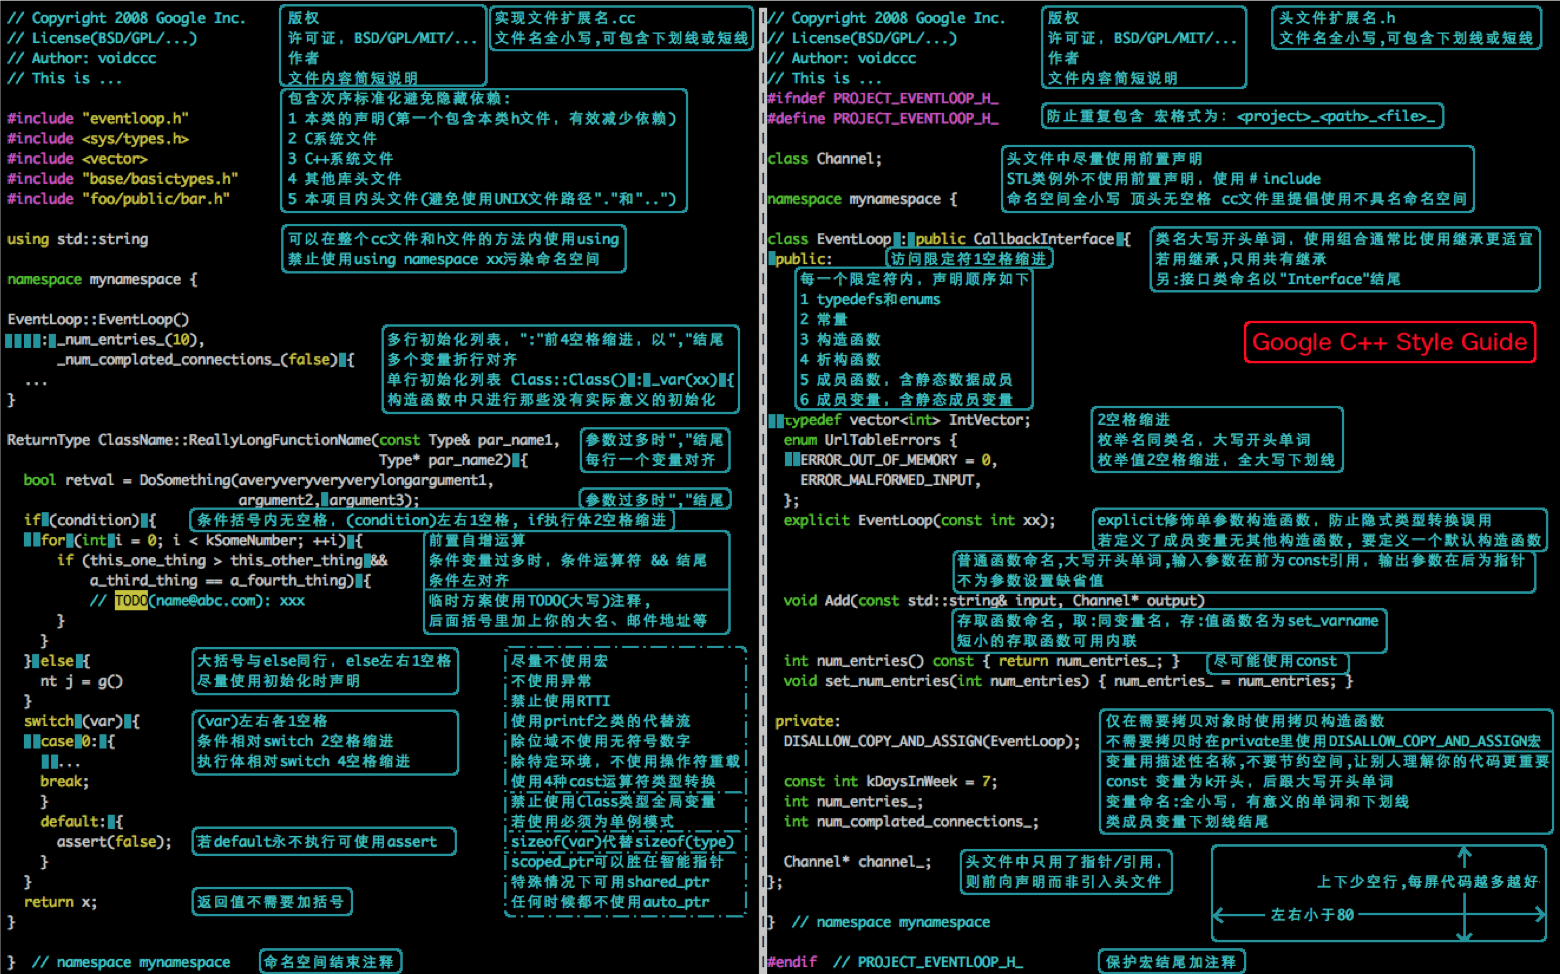 // Copyright 2008 Google Inc.
// License(BSD/GPL/...)
// Author: voidccc
// This is ...
版权
许可证，BSD/GPL/MIT/...
作者
文件内容简短说明
实现文件扩展名.cc
文件名全小写,可包含下划线或短线
#include "eventloop.h"
#include <sys/types.h>
#include <vector>
#include "base/basictypes.h"
#include "foo/public/bar.h"
包含次序标准化避免隐藏依赖：
1 本类的声明(第一个包含本类h文件，有效减少依赖)
2 C系统文件
3 C++系统文件
4 其他库头文件
5 本项目内头文件(避免使用UNIX文件路径"."和"..")
using std::string
可以在整个cc文件和h文件的方法内使用using
禁止使用using namespace xx污染命名空间
namespace mynamespace {
EventLoop::EventLoop()
: _num_entries_(10),
_num_complated_connections_(false) {
...
}
多行初始化列表，":"前4空格缩进，以","结尾
多个变量折行对齐
单行初始化列表 Class::Class() : _var(xx) {
构造函数中只进行那些没有实际意义的初始化
ReturnType ClassName::ReallyLongFunctionName(const Type& par_name1,
Type* par_name2) {
参数过多时","结尾
每行一个变量对齐
bool retval = DoSomething(averyveryveryverylongargument1,
argument2, argument3);
参数过多时","结尾
if (condition) {
条件括号内无空格，(condition)左右1空格，if执行体2空格缩进
for (int i = 0; i < kSomeNumber; ++i) {
前置自增运算
if (this_one_thing > this_other_thing &&
条件变量过多时，条件运算符 && 结尾
a_third_thing == a_fourth_thing) {
条件左对齐
// TODO(name@abc.com): xxx
临时方案使用TODO(大写)注释，
后面括号里加上你的大名、邮件地址等
}
}
} else {
nt j = g()
}
大括号与else同行，else左右1空格
尽量使用初始化时声明
switch (var) {
case 0: {
...
break;
}
(var)左右各1空格
条件相对switch 2空格缩进
执行体相对switch 4空格缩进
default: {
assert(false);
}
}
若default永不执行可使用assert
return x;
}
返回值不需要加括号
} // namespace mynamespace
命名空间结束注释
尽量不使用宏
不使用异常
禁止使用RTTI
使用printf之类的代替流
除位域不使用无符号数字
除特定环境，不使用操作符重载
使用4种cast运算符类型转换
禁止使用Class类型全局变量
若使用必须为单例模式
sizeof(var)代替sizeof(type)
scoped_ptr可以胜任智能指针
特殊情况下可用shared_ptr
任何时候都不使用auto_ptr
// Copyright 2008 Google Inc.
// License(BSD/GPL/...)
// Author: voidccc
// This is ...
版权
许可证，BSD/GPL/MIT/...
作者
文件内容简短说明
头文件扩展名.h
文件名全小写,可包含下划线或短线
#ifndef PROJECT_EVENTLOOP_H_
#define PROJECT_EVENTLOOP_H_
防止重复包含 宏格式为：<project>_<path>_<file>_
class Channel;
头文件中尽量使用前置声明
STL类例外不使用前置声明，使用＃include
namespace mynamespace {
命名空间全小写 顶头无空格 cc文件里提倡使用不具名命名空间
class EventLoop : public CallbackInterface {
类名大写开头单词，使用组合通常比使用继承更适宜
若用继承,只用共有继承
另:接口类命名以"Interface"结尾
public:
访问限定符1空格缩进
每一个限定符内，声明顺序如下
1 typedefs和enums
2 常量
3 构造函数
4 析构函数
5 成员函数，含静态数据成员
6 成员变量，含静态成员变量
Google C++ Style Guide
typedef vector<int> IntVector;
enum UrlTableErrors {
ERROR_OUT_OF_MEMORY = 0,
ERROR_MALFORMED_INPUT,
};
2空格缩进
枚举名同类名，大写开头单词
枚举值2空格缩进，全大写下划线
explicit EventLoop(const int xx);
explicit修饰单参数构造函数，防止隐式类型转换误用
若定义了成员变量无其他构造函数，要定义一个默认构造函数
普通函数命名,大写开头单词,输入参数在前为const引用，输出参数在后为指针
不为参数设置缺省值
void Add(const std::string& input, Channel* output)
存取函数命名，取:同变量名，存:值函数名为set_varname
短小的存取函数可用内联
int num_entries() const { return num_entries_; }
尽可能使用const
void set_num_entries(int num_entries) { num_entries_ = num_entries; }
private:
DISALLOW_COPY_AND_ASSIGN(EventLoop);
仅在需要拷贝对象时使用拷贝构造函数
不需要拷贝时在private里使用DISALLOW_COPY_AND_ASSIGN宏
const int kDaysInWeek = 7;
int num_entries_;
int num_complated_connections_;
变量用描述性名称,不要节约空间,让别人理解你的代码更重要
const 变量为k开头，后跟大写开头单词
变量命名:全小写，有意义的单词和下划线
类成员变量下划线结尾
Channel* channel_;
};
头文件中只用了指针/引用，
则前向声明而非引入头文件
上下少空行,每屏代码越多越好
左右小于80
} // namespace mynamespace
#endif // PROJECT_EVENTLOOP_H_
保护宏结尾加注释